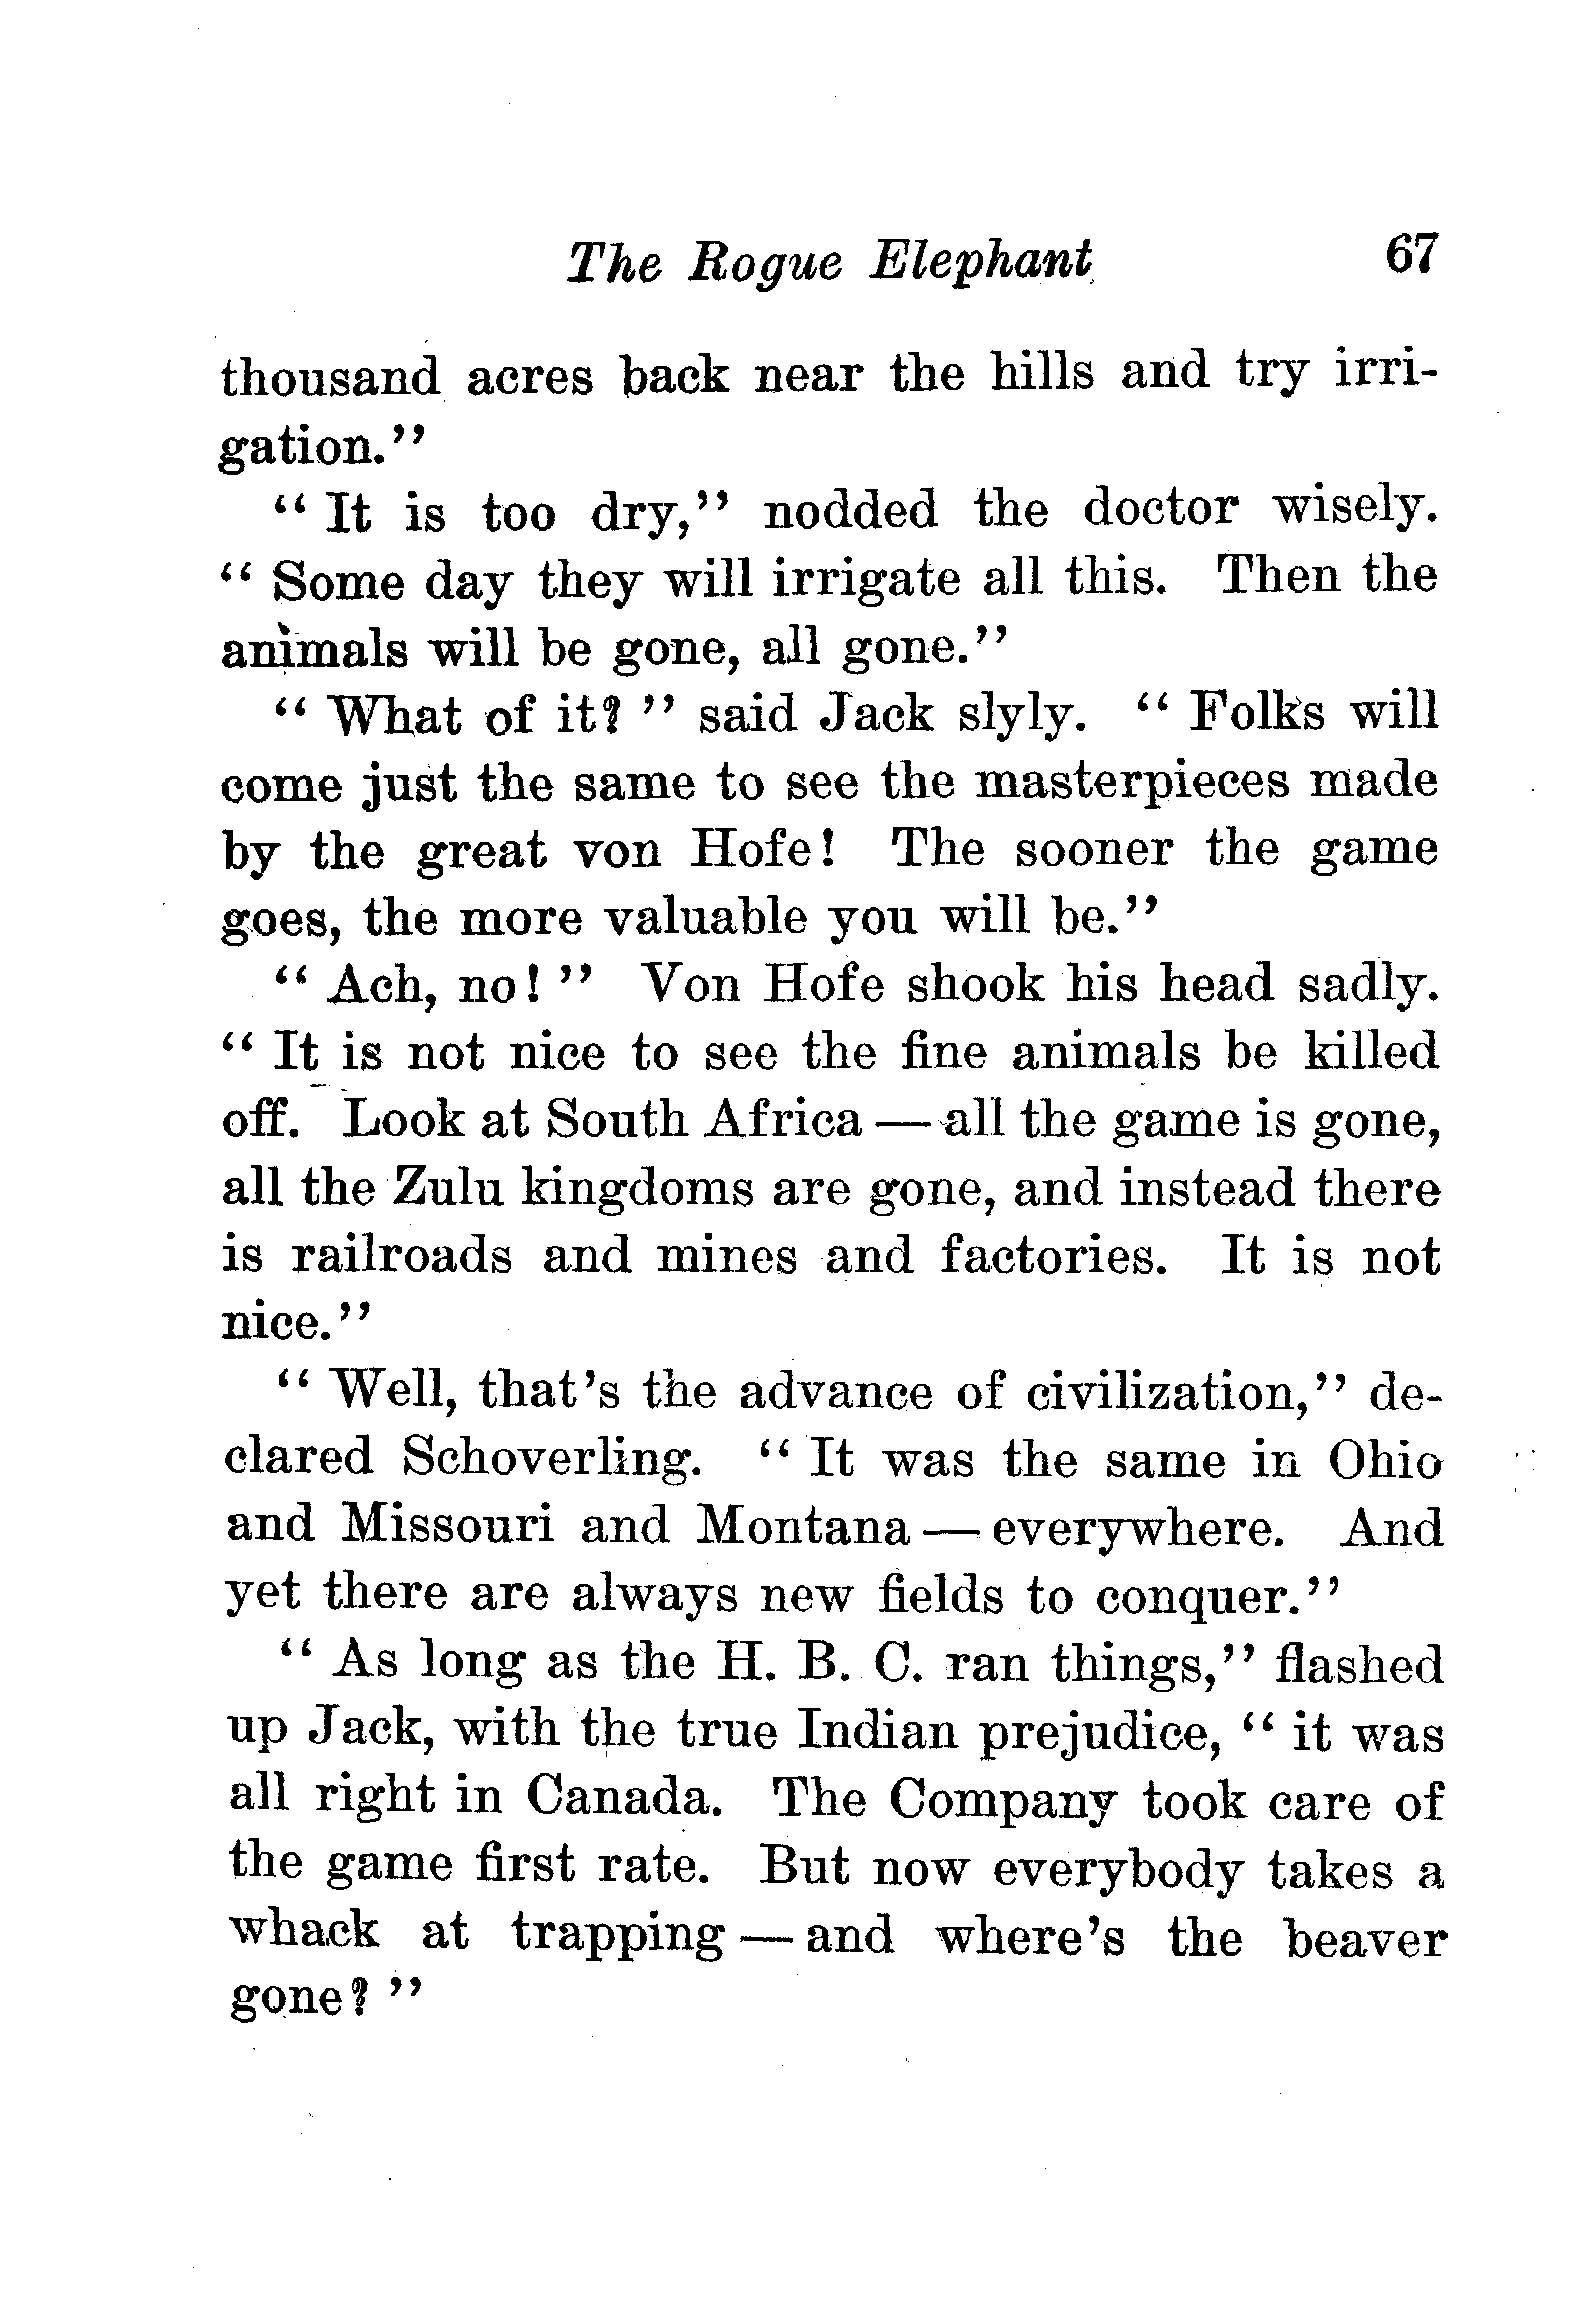 The Rogue Elephant 67
thousand acres back near the hills and try irri-
gation."
"It is too dry," nodded the doctor wisely.
"Some day they will irrigate all this. Then the
animals will be gone, all gone."
"What of it?" said Jack slyly. "Folks will
come just the same to see the masterpieces made
by the great von Hofe! The sooner the game
goes, the more valuable you will be."
"Ach, no!" Von Hofe shook his head sadly.
"It is not nice to see the fine animals be killed
off. Look at South Africa — all the game is gone,
all the Zulu kingdoms are gone, and instead there
is railroads and mines and factories. It is not
nice."
"Well, that's the advance of civilization," de-
clared Schoverling. "It was the same in Ohio
and Missouri and Montana — everywhere. And
yet there are always new fields to conquer."
"As long as the H. B. C. ran things," flashed
up Jack, with the true Indian prejudice, "it was
all right in Canada. The Company took care of
the game first rate. But now everybody takes a
whack at trapping — and where's the beaver
gone?"